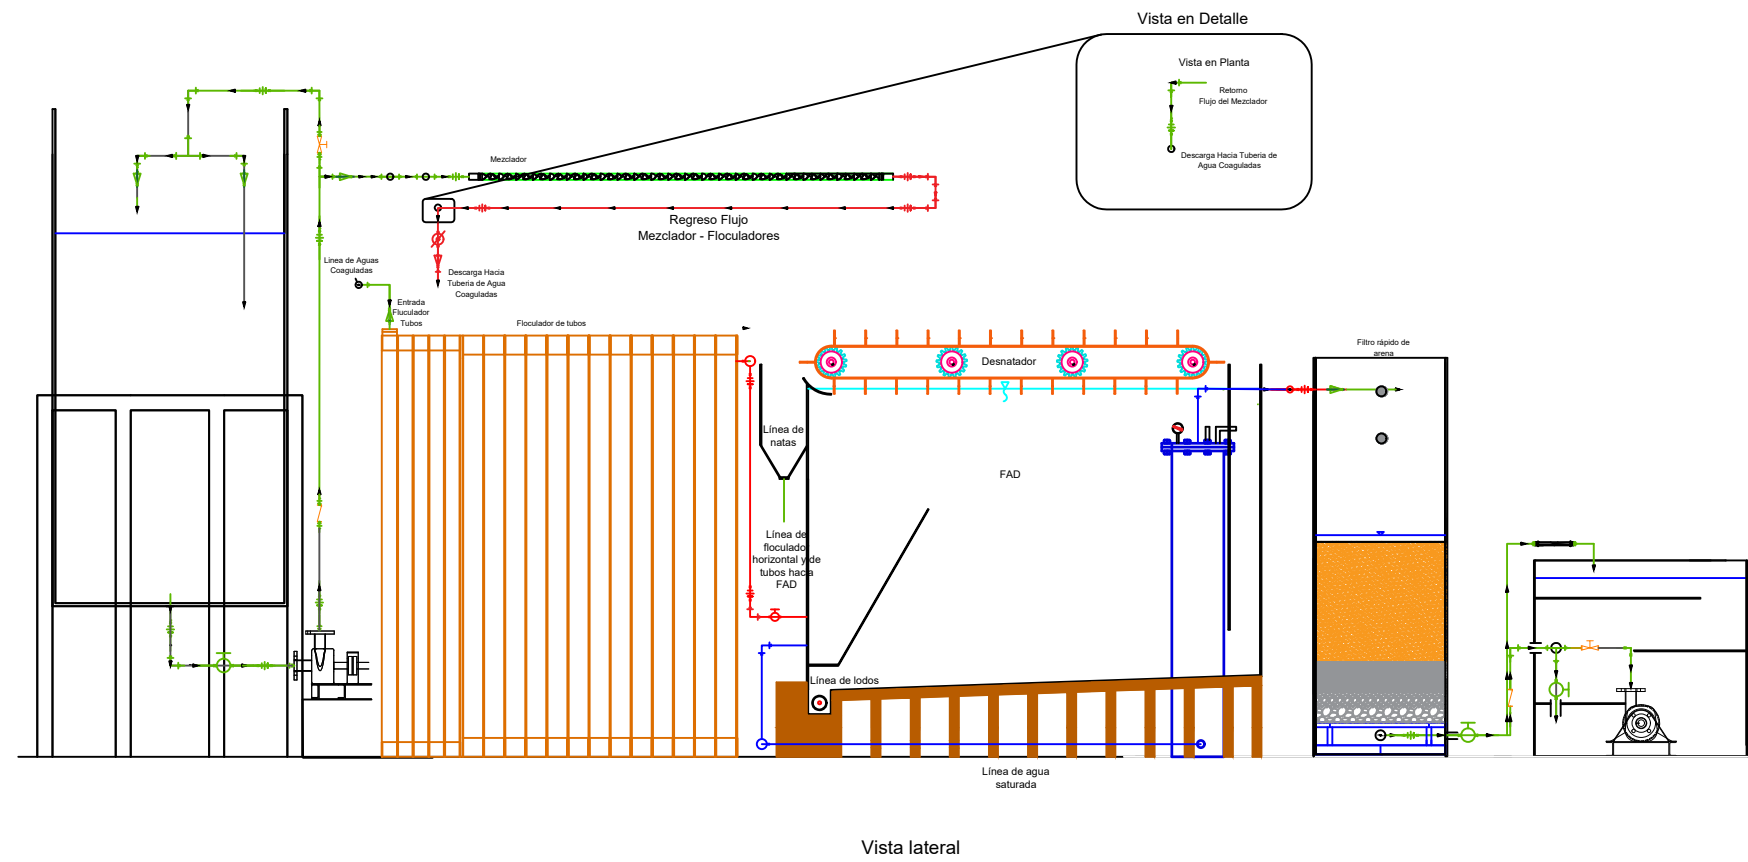 Vista en Detalle
Vista en Planta
Retorno
Flujo del Mezclador
Descarga Hacia Tuberia de
Agua Coaguladas
Mezclador
Regreso Flujo
Mezclador - Floculadores
Linea de Aguas
Coaguladas
Descarga Hacia
Tuberia de Agua
Coaguladas
Entrada
Fluculador
Tubos
Floculador de tubos
Desnatador
Filtro rápido de
arena
Línea de
natas
FAD
Línea de
floculado
horizontal y de
tubos hacia
FAD
Línea de lodos
Línea de agua
saturada
Vista lateral